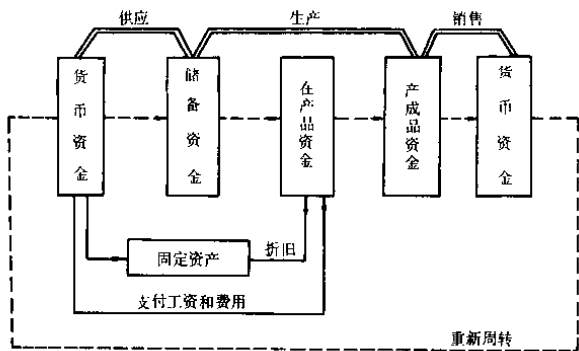 供应
生产
销售
货币资金
储备资金
在产品资金
产成品资金
货币资金
固定资产
折旧
支付工资和费用
重新周转